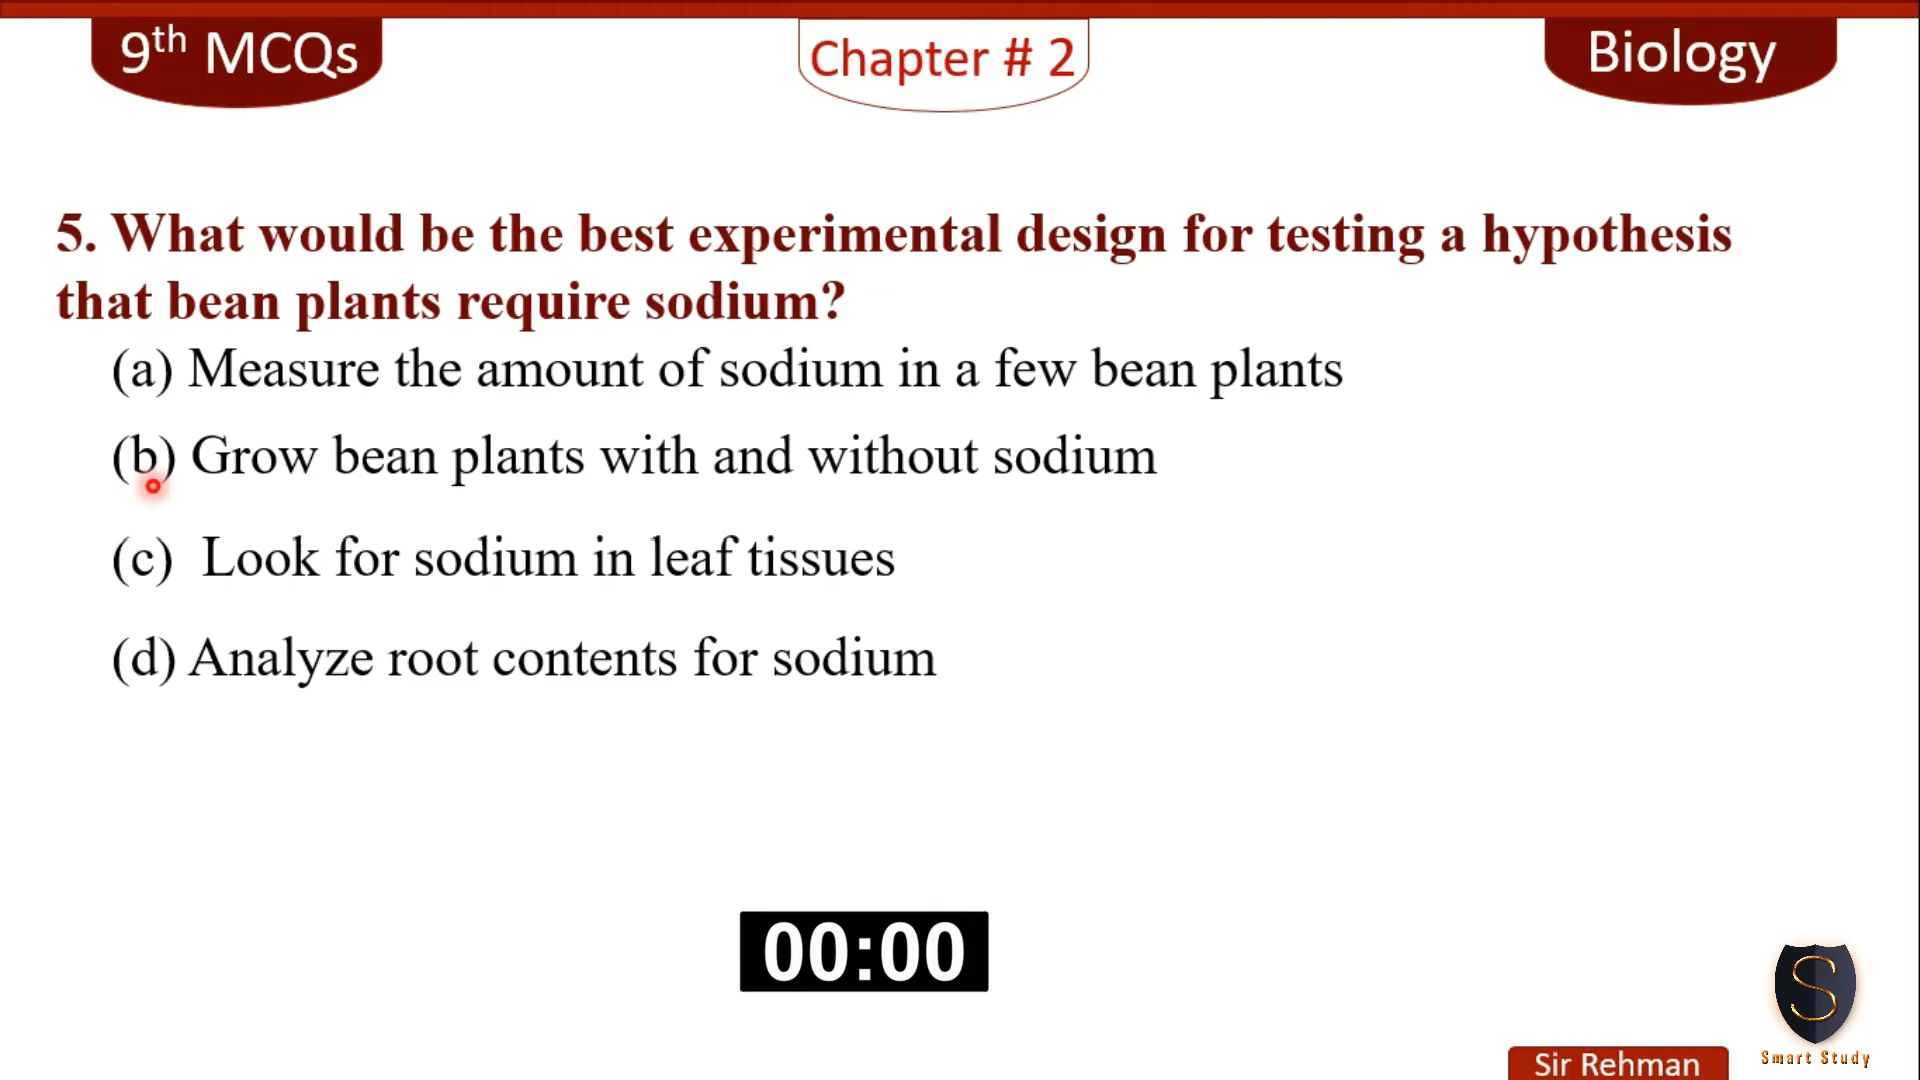 9th MCQs
Chapter # 2
Biology
5. What would be the best experimental design for testing a hypothesis
that bean plants require sodium?
(a) Measure the amount of sodium in a few bean plants
(b) Grow bean plants with and without sodium
(c) Look for sodium in leaf tissues
(d) Analyze root contents for sodium
00:00
S
Smart Study
Sir Rehman